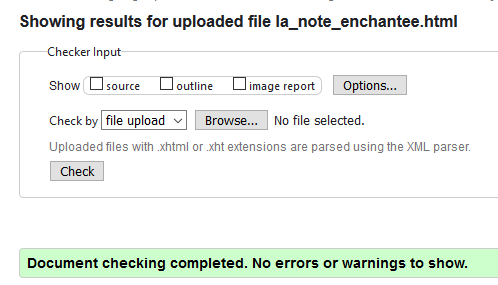 Showing results for uploaded file la_note_enchantee.html
Checker Input
Show source outline image report Options...
Check by file upload Browse... No file selected.
Uploaded files with .xhtml or .xht extensions are parsed using the XML parser.
Check
Document checking completed. No errors or warnings to show.